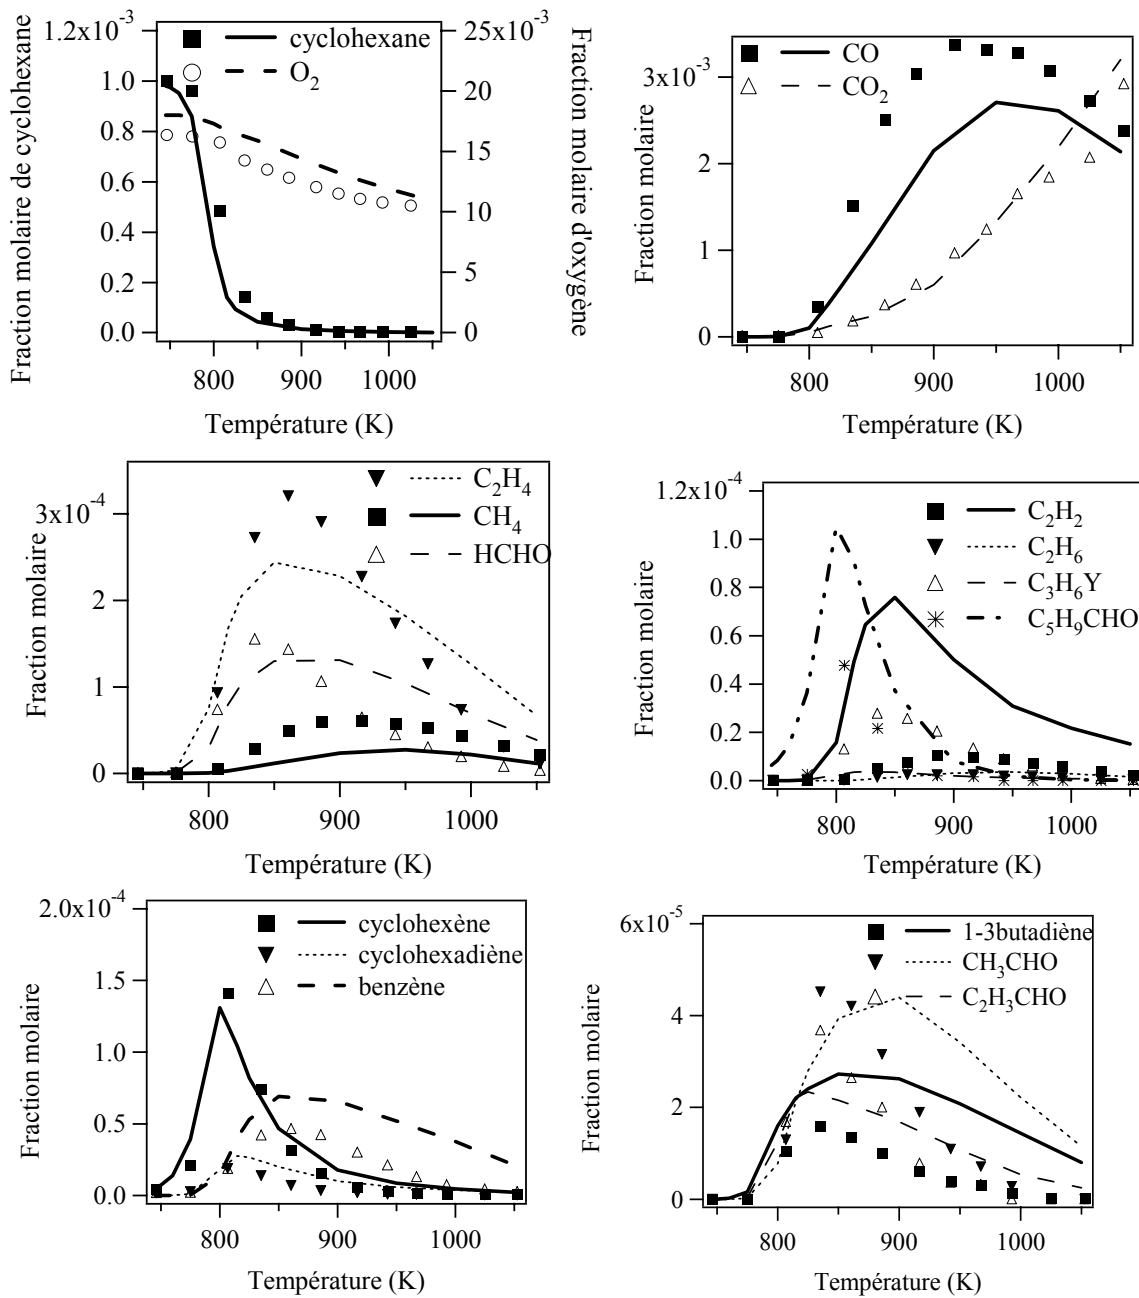 Fraction molaire de cyclohexane
1.2x10⁻³
1.0
0.8
0.6
0.4
0.2
0.0
cyclohexane
O₂
25x10⁻³
20
15
10
5
0
Fraction molaire d'oxygène
800 900 1000
Température (K)
Fraction molaire
3x10⁻³
2
1
0
CO
CO₂
800 900 1000
Température (K)
Fraction molaire
3x10⁻⁴
2
1
0
C₂H₄
CH₄
HCHO
800 900 1000
Température (K)
Fraction molaire
1.2x10⁻⁴
1.0
0.8
0.6
0.4
0.2
0.0
C₂H₂
C₂H₆
C₃H₆Y
C₅H₉CHO
800 900 1000
Température (K)
Fraction molaire
2.0x10⁻⁴
1.5
1.0
0.5
0.0
cyclohexène
cyclohexadiène
benzène
800 900 1000
Température (K)
Fraction molaire
6x10⁻⁵
4
2
0
1-3butadiène
CH₃CHO
C₂H₃CHO
800 900 1000
Température (K)